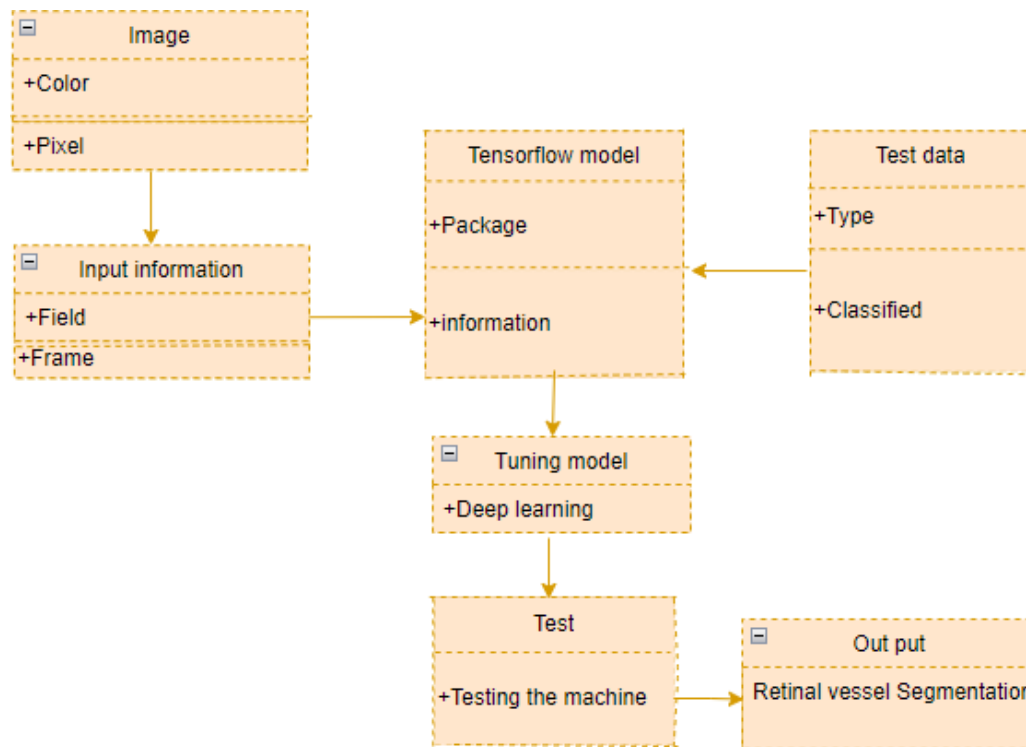 Image
+Color
+Pixel
Input information
+Field
+Frame
Tensorflow model
+Package
+information
Test data
+Type
+Classified
Tuning model
+Deep learning
Test
+Testing the machine
Out put
Retinal vessel Segmentation